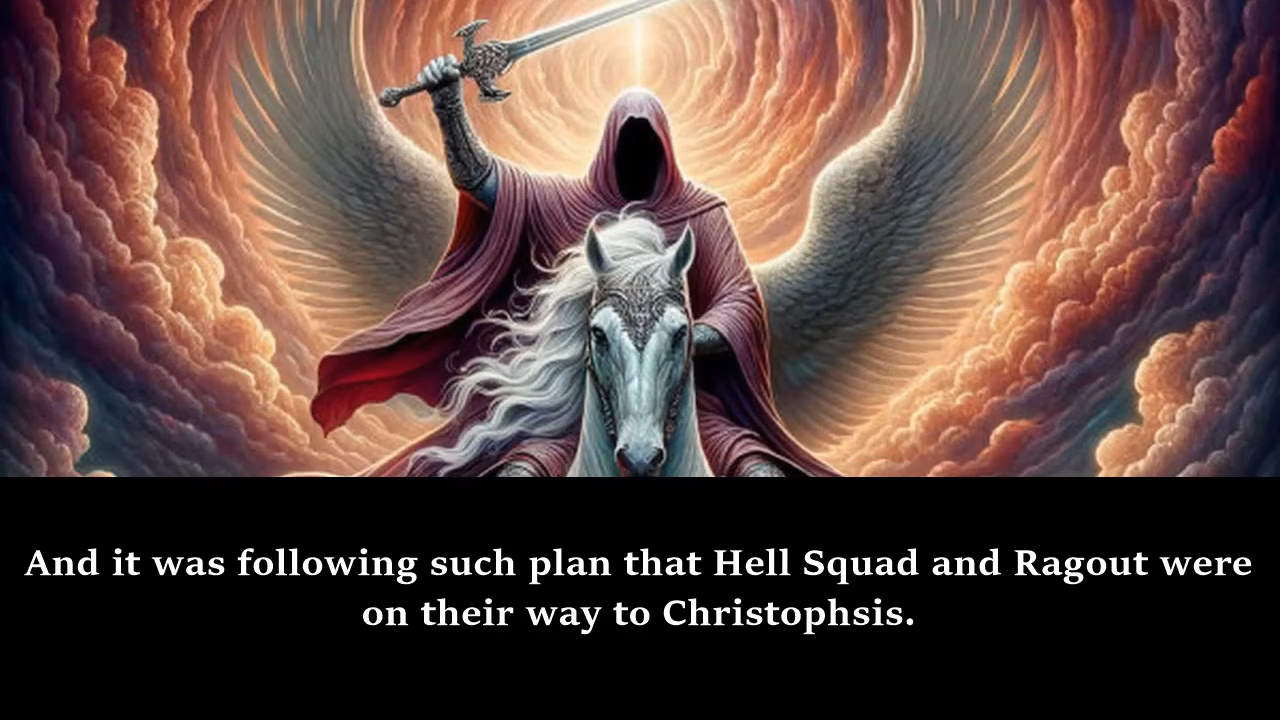 And it was following such plan that Hell Squad and Ragout were
on their way to Christophsis.